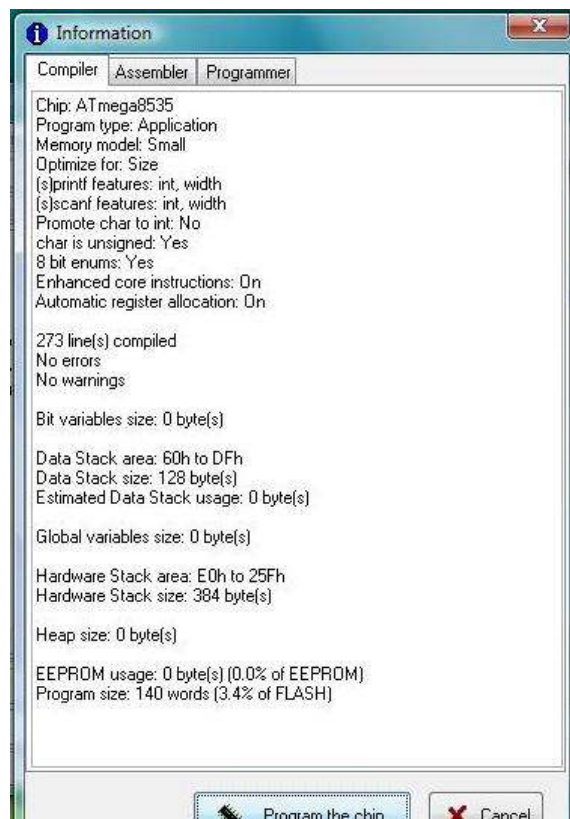 Information
Compiler Assembler Programmer
Chip: ATmega8535
Program type: Application
Memory model: Small
Optimize for: Size
(s)printf features: int, width
(s)scanf features: int, width
Promote char to int: No
char is unsigned: Yes
8 bit enums: Yes
Enhanced core instructions: On
Automatic register allocation: On
273 line(s) compiled
No errors
No warnings
Bit variables size: 0 byte(s)
Data Stack area: 60h to DFh
Data Stack size: 128 byte(s)
Estimated Data Stack usage: 0 byte(s)
Global variables size: 0 byte(s)
Hardware Stack area: E0h to 25Fh
Hardware Stack size: 384 byte(s)
Heap size: 0 byte(s)
EEPROM usage: 0 byte(s) (0.0% of EEPROM)
Program size: 140 words (3.4% of FLASH)
Program the chip Cancel